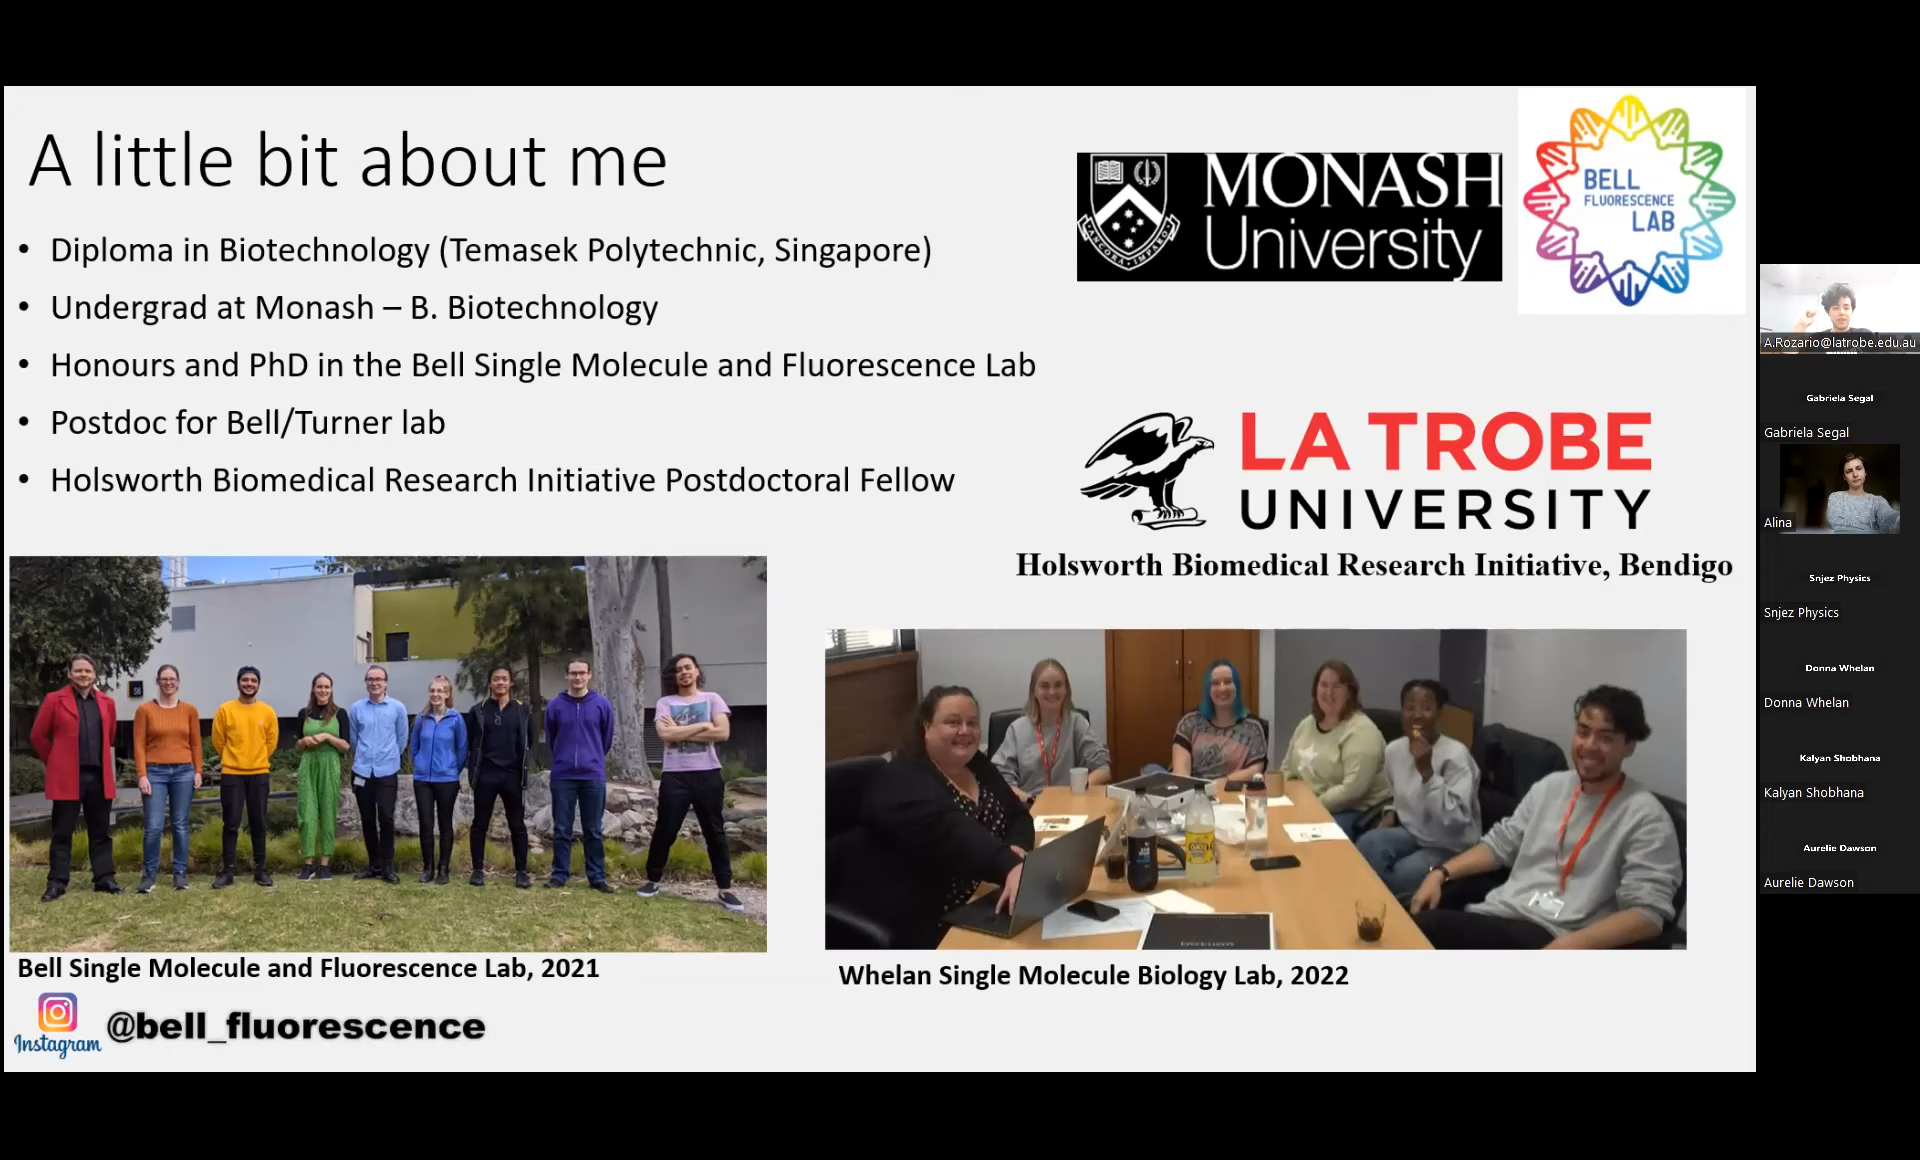 A little bit about me
• Diploma in Biotechnology (Temasek Polytechnic, Singapore)
• Undergrad at Monash – B. Biotechnology
• Honours and PhD in the Bell Single Molecule and Fluorescence Lab
• Postdoc for Bell/Turner lab
• Holsworth Biomedical Research Initiative Postdoctoral Fellow
MONASH
University
ANCORA IMPARO
BELL
FLUORESCENCE
LAB
LA TROBE
UNIVERSITY
Holsworth Biomedical Research Initiative, Bendigo
Bell Single Molecule and Fluorescence Lab, 2021
Instagram
@bell_fluorescence
Whelan Single Molecule Biology Lab, 2022
A.Rozario@latrobe.edu.au
Gabriela Segal
Gabriela Segal
Alina
Snjez Physics
Snjez Physics
Donna Whelan
Donna Whelan
Kalyan Shobhana
Kalyan Shobhana
Aurelie Dawson
Aurelie Dawson